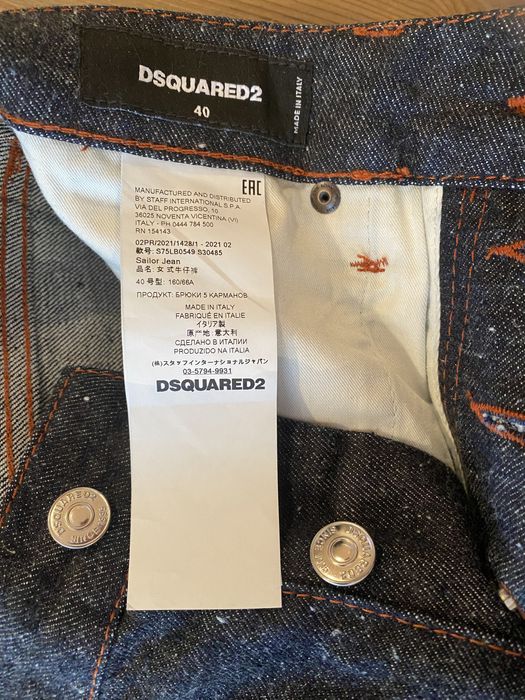 DSQUARED2
40
MADE IN ITALY
EAC
MANUFACTURED AND DISTRIBUTED
BY STAFF INTERNATIONAL S.P.A.
VIA DEL PROGRESSO, 10
36025 NOVENTA VICENTINA (VI)
ITALY - PH 0444 784 500
RN 154143
02PR/2021/1428/1 - 2021 02
款号: S75LB0549 S30485
Sailor Jean
品名: 女式牛仔裤
40 号型: 160/66A
ПРОДУКТ: БРЮКИ 5 КАРМАНОВ
MADE IN ITALY
FABRIQUÉ EN ITALIE
イタリア製
原产地: 意大利
СДЕЛАНО В ИТАЛИИ
PRODUZIDO NA ITALIA
(株)スタッフインターナショナルジャパン
03-5794-9931
DSQUARED2
DSQUARED2
DSQUARED2